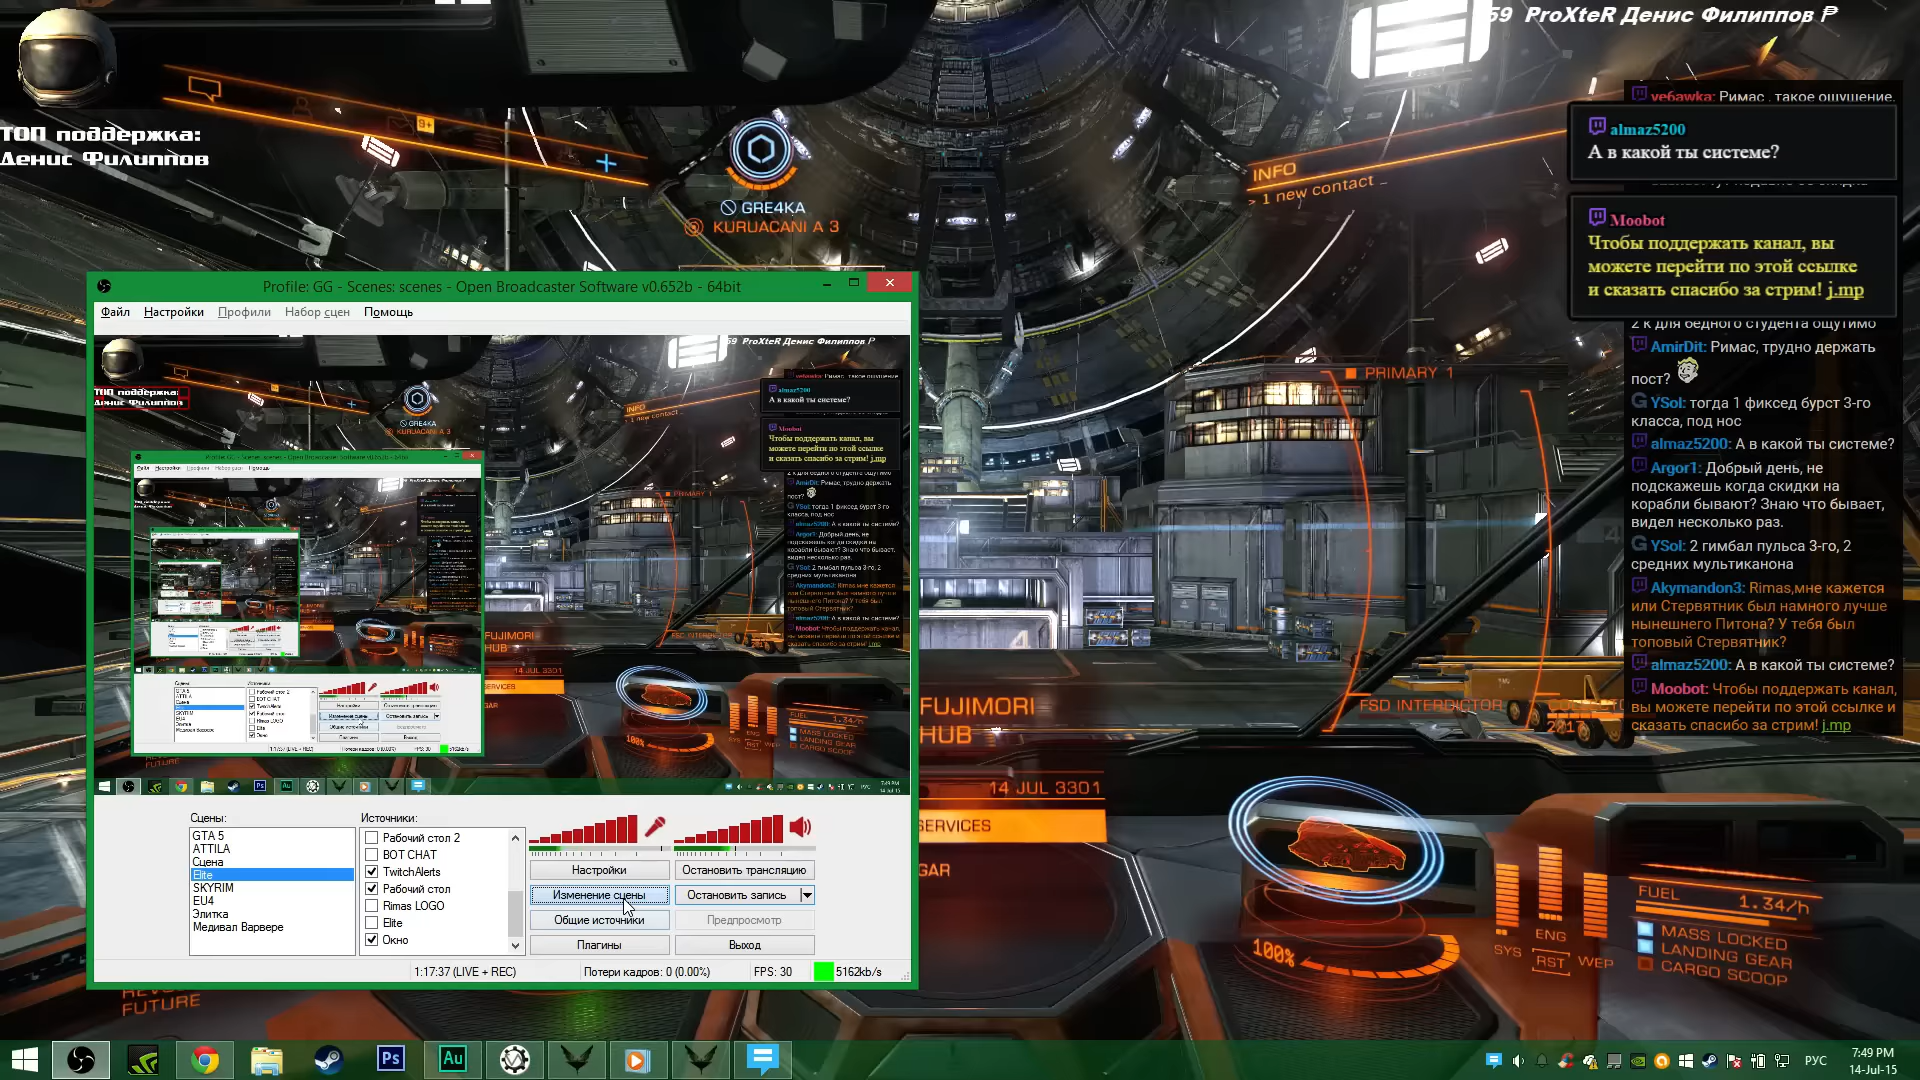 59 ProXteR Денис Филиппов
ТОП поддержка:
Денис Филиппов
9+
GRE4KA
KURUACANI A 3
INFO
> 1 new contact
ve6awka: Римас , такое ощущение,
almaz5200
А в какой ты системе?
Moobot
Чтобы поддержать канал, вы
можете перейти по этой ссылке
и сказать спасибо за стрим! j.mp
2 к для бедного студента ощутимо
AmirDit: Римас, трудно держать
пост?
YSol: тогда 1 фиксед бурст 3-го
класса, под нос
almaz5200: А в какой ты системе?
Argor1: Добрый день, не
подскажешь когда скидки на
корабли бывают? Знаю что бывает,
видел несколько раз.
YSol: 2 гимбал пульса 3-го, 2
средних мультиканона
Akymandon3: Rimas,мне кажется
или Стервятник был намного лучше
нынешнего Питона? У тебя был
топовый Стервятник?
almaz5200: А в какой ты системе?
Moobot: Чтобы поддержать канал,
вы можете перейти по этой ссылке и
сказать спасибо за стрим! j.mp
PRIMARY 1
FSD INTERDICTOR
FUJIMORI
HUB
14 JUL 3301
SERVICES
GAR
FUEL
1.34/h
MASS LOCKED
LANDING GEAR
CARGO SCOOP
SYS
ENG
RST
WEP
100%
FUTURE
Profile: GG - Scenes: scenes - Open Broadcaster Software v0.652b - 64bit
Файл Настройки Профили Набор сцен Помощь
Сцены:
GTA 5
ATTILA
Сцена
Elite
SKYRIM
EU4
Элитка
Медивал Варвере
Источники:
Рабочий стол 2
BOT CHAT
TwitchAlerts
Рабочий стол
Rimas LOGO
Elite
Окно
Настройки
Остановить трансляцию
Изменение сцены
Остановить запись
Общие источники
Предпросмотр
Плагины
Выход
1:17:37 (LIVE + REC)
Потери кадров: 0 (0.00%)
FPS: 30
5162kb/s
Ps
Au
РУС
7:49 PM
14-Jul-15